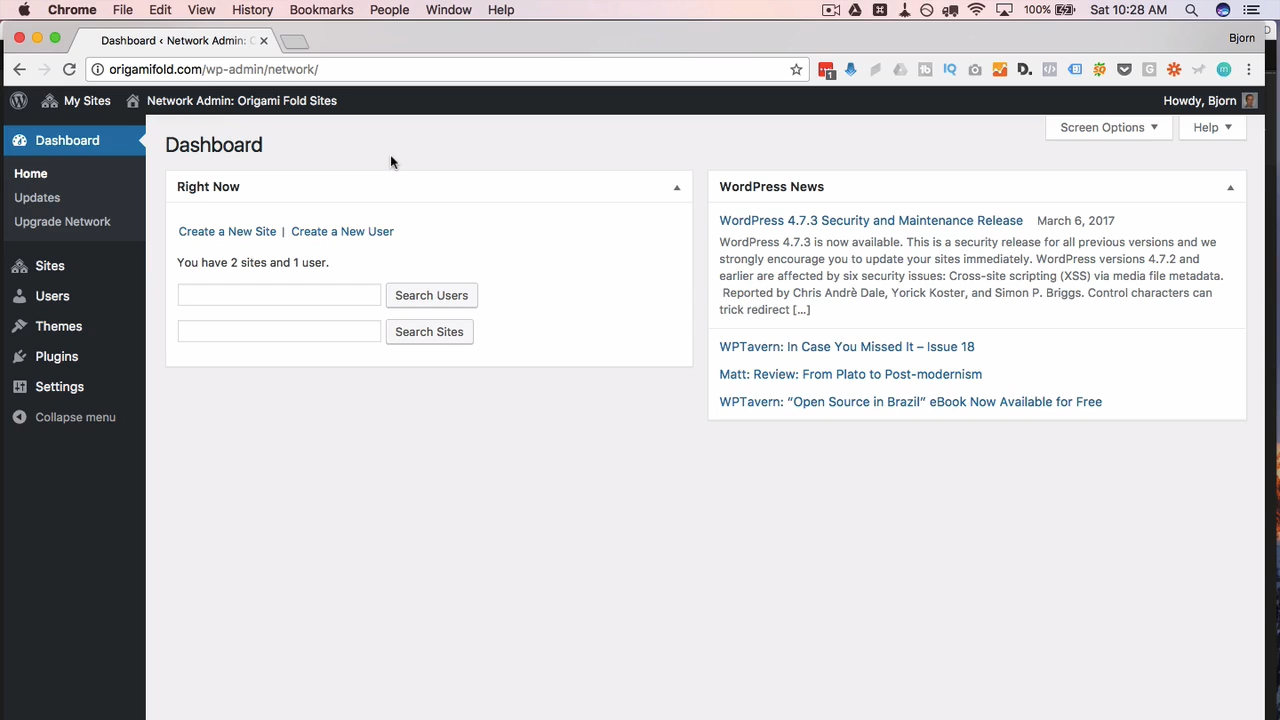 Chrome File Edit View History Bookmarks People Window Help 100% Sat 10:28 AM
Dashboard ‹ Network Admin:
Bjorn
origamifold.com/wp-admin/network/
My Sites Network Admin: Origami Fold Sites Howdy, Bjorn
Dashboard
Home
Updates
Upgrade Network
Sites
Users
Themes
Plugins
Settings
Collapse menu
Screen Options Help
Dashboard
Right Now
Create a New Site | Create a New User
You have 2 sites and 1 user.
Search Users
Search Sites
WordPress News
WordPress 4.7.3 Security and Maintenance Release March 6, 2017
WordPress 4.7.3 is now available. This is a security release for all previous versions and we
strongly encourage you to update your sites immediately. WordPress versions 4.7.2 and
earlier are affected by six security issues: Cross-site scripting (XSS) via media file metadata.
Reported by Chris Andrè Dale, Yorick Koster, and Simon P. Briggs. Control characters can
trick redirect […]
WPTavern: In Case You Missed It – Issue 18
Matt: Review: From Plato to Post-modernism
WPTavern: “Open Source in Brazil” eBook Now Available for Free